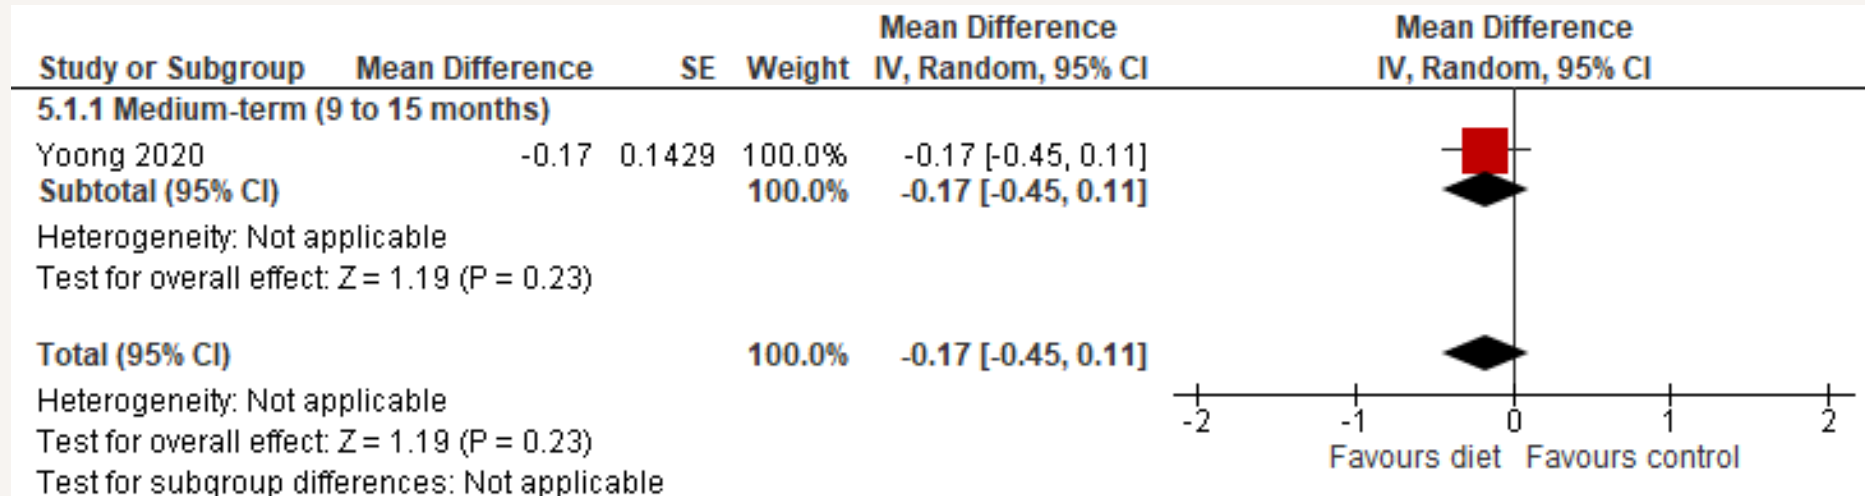 Mean Difference Mean Difference
Study or Subgroup Mean Difference SE Weight IV, Random, 95% CI IV, Random, 95% CI
5.1.1 Medium-term (9 to 15 months)
Yoong 2020 -0.17 0.1429 100.0% -0.17 [-0.45, 0.11]
Subtotal (95% CI) 100.0% -0.17 [-0.45, 0.11]
Heterogeneity: Not applicable
Test for overall effect: Z = 1.19 (P = 0.23)
Total (95% CI) 100.0% -0.17 [-0.45, 0.11]
Heterogeneity: Not applicable
Test for overall effect: Z = 1.19 (P = 0.23)
Test for subgroup differences: Not applicable
-2 -1 0 1 2
Favours diet Favours control